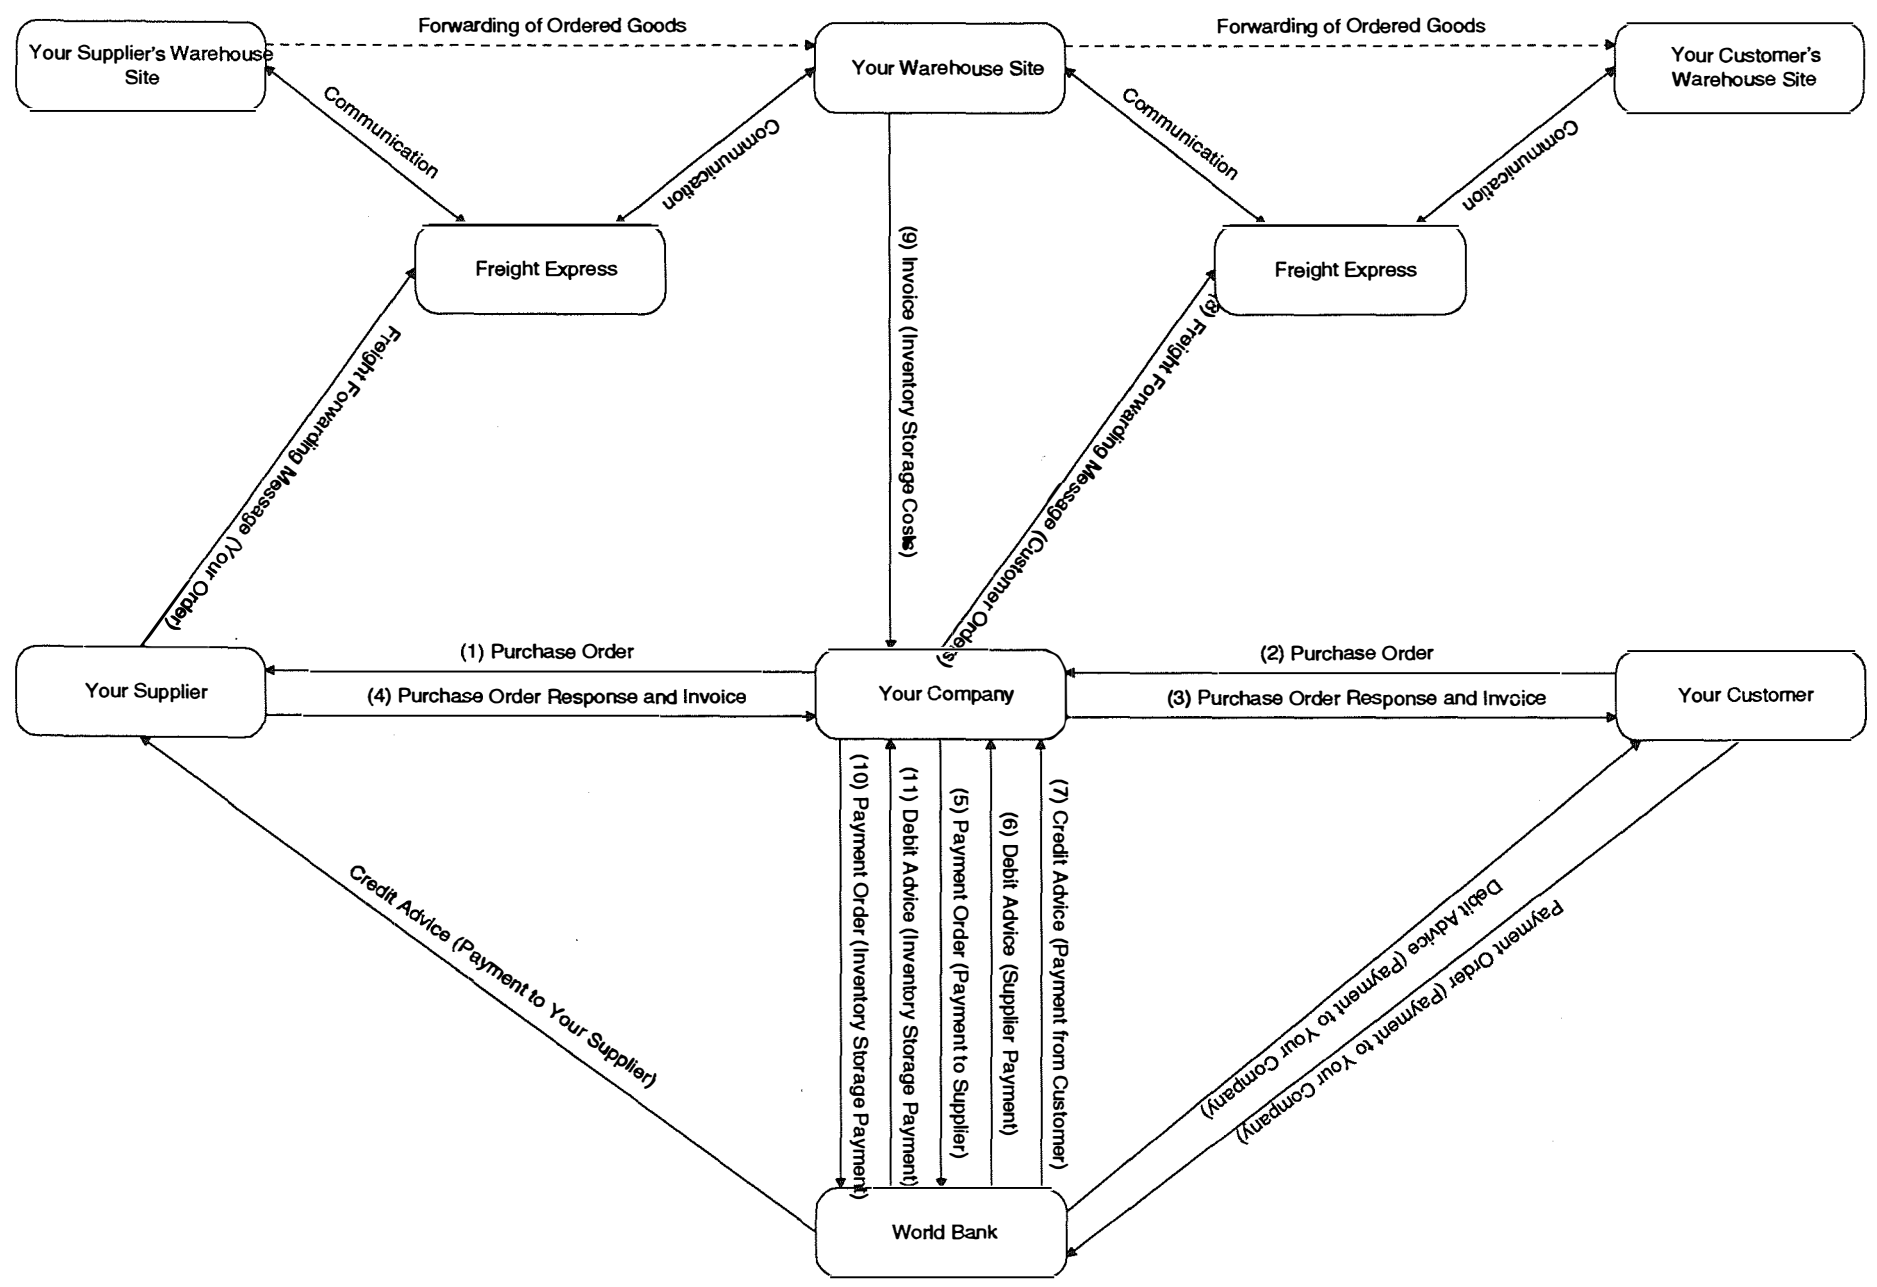 Forwarding of Ordered Goods
Forwarding of Ordered Goods
Your Supplier's Warehouse
Site
Your Warehouse Site
Your Customer's
Warehouse Site
Communication
Communication
Communication
Communication
Freight Express
Freight Express
Freight Forwarding Message (Your Order)
(9) Invoice (Inventory Storage Costs)
(8) Freight Forwarding Message (Customer Orders)
(1) Purchase Order
(2) Purchase Order
Your Supplier
(4) Purchase Order Response and Invoice
Your Company
(3) Purchase Order Response and Invoice
Your Customer
Credit Advice (Payment to Your Supplier)
(10) Payment Order (Inventory Storage Payment)
(11) Debit Advice (Inventory Storage Payment)
(5) Payment Order (Payment to Supplier)
(6) Debit Advice (Supplier Payment)
(7) Credit Advice (Payment from Customer)
Debit Advice (Payment to Your Company)
Payment Order (Payment to Your Company)
World Bank